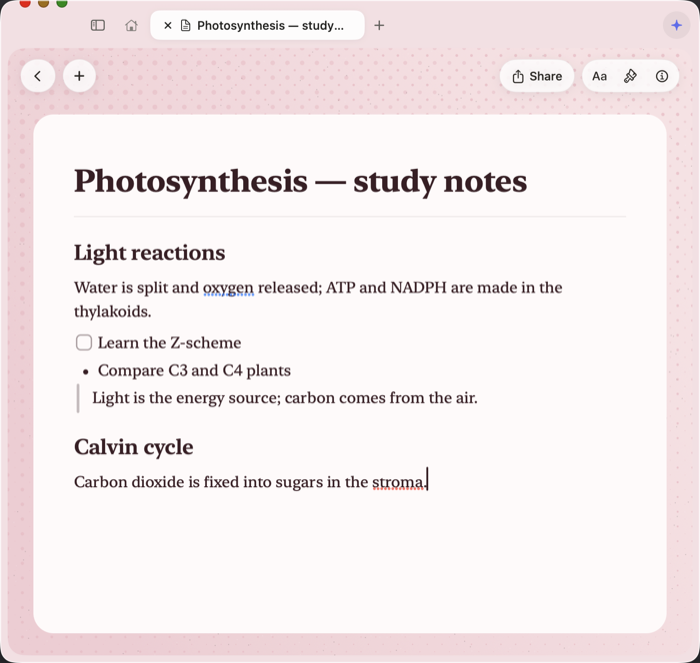 Photosynthesis — study...
Share
Aa
Photosynthesis — study notes
Light reactions
Water is split and oxygen released; ATP and NADPH are made in the
thylakoids.
Learn the Z-scheme
• Compare C3 and C4 plants
Light is the energy source; carbon comes from the air.
Calvin cycle
Carbon dioxide is fixed into sugars in the stroma.